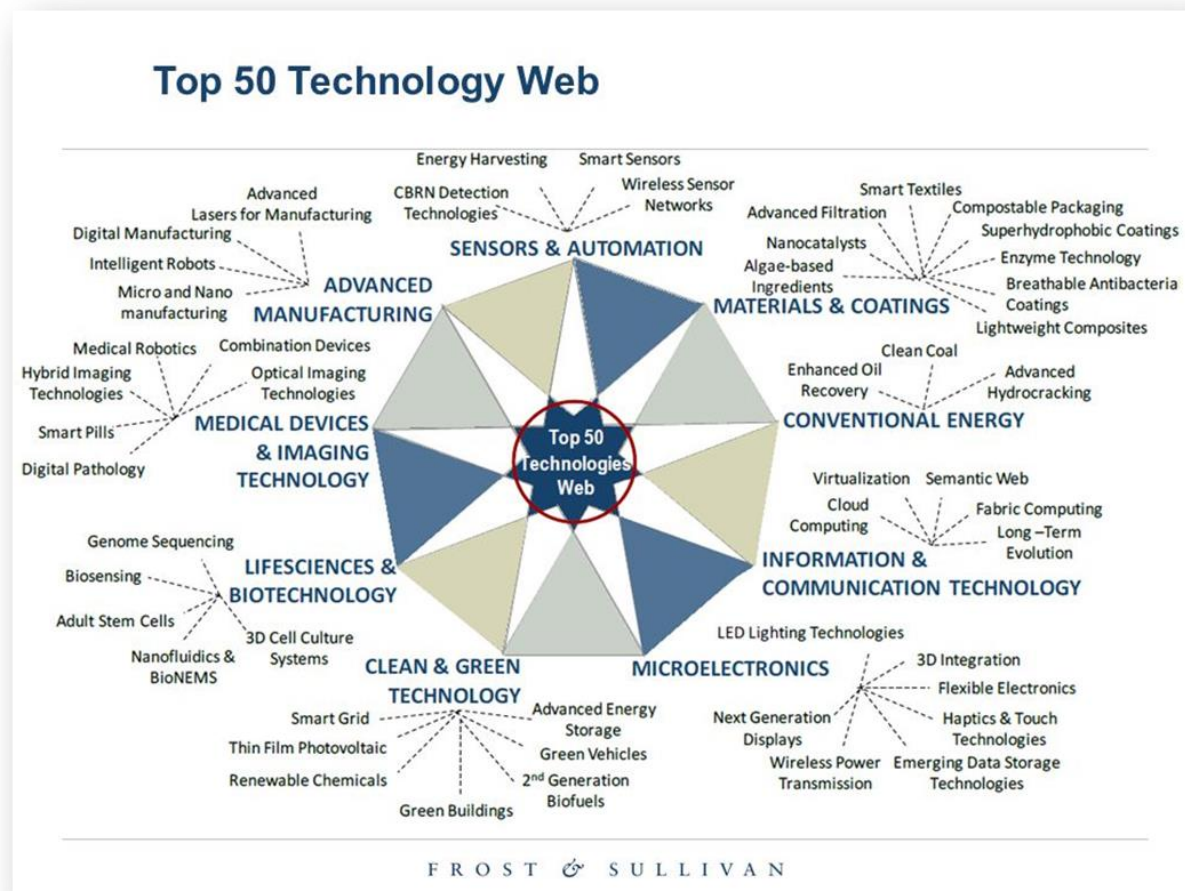 Top 50 Technology Web
Energy Harvesting
Smart Sensors
CBRN Detection
Technologies
Wireless Sensor
Networks
SENSORS & AUTOMATION
Advanced
Lasers for Manufacturing
Digital Manufacturing
Intelligent Robots
Micro and Nano
manufacturing
ADVANCED
MANUFACTURING
Smart Textiles
Advanced Filtration
Compostable Packaging
Nanocatalysts
Superhydrophobic Coatings
Algae-based
Ingredients
Enzyme Technology
Breathable Antibacteria
Coatings
Lightweight Composites
MATERIALS & COATINGS
Medical Robotics
Combination Devices
Hybrid Imaging
Technologies
Optical Imaging
Technologies
Smart Pills
Digital Pathology
MEDICAL DEVICES
& IMAGING
TECHNOLOGY
Clean Coal
Enhanced Oil
Recovery
Advanced
Hydrocracking
CONVENTIONAL ENERGY
Top 50
Technologies
Web
Virtualization
Semantic Web
Cloud
Computing
Fabric Computing
Long –Term
Evolution
INFORMATION &
COMMUNICATION TECHNOLOGY
Genome Sequencing
Biosensing
Adult Stem Cells
Nanofluidics &
BioNEMS
3D Cell Culture
Systems
LIFESCIENCES &
BIOTECHNOLOGY
CLEAN & GREEN
TECHNOLOGY
Smart Grid
Thin Film Photovoltaic
Renewable Chemicals
Green Buildings
Advanced Energy
Storage
Green Vehicles
2nd Generation
Biofuels
MICROELECTRONICS
LED Lighting Technologies
3D Integration
Flexible Electronics
Next Generation
Displays
Haptics & Touch
Technologies
Wireless Power
Transmission
Emerging Data Storage
Technologies
FROST & SULLIVAN